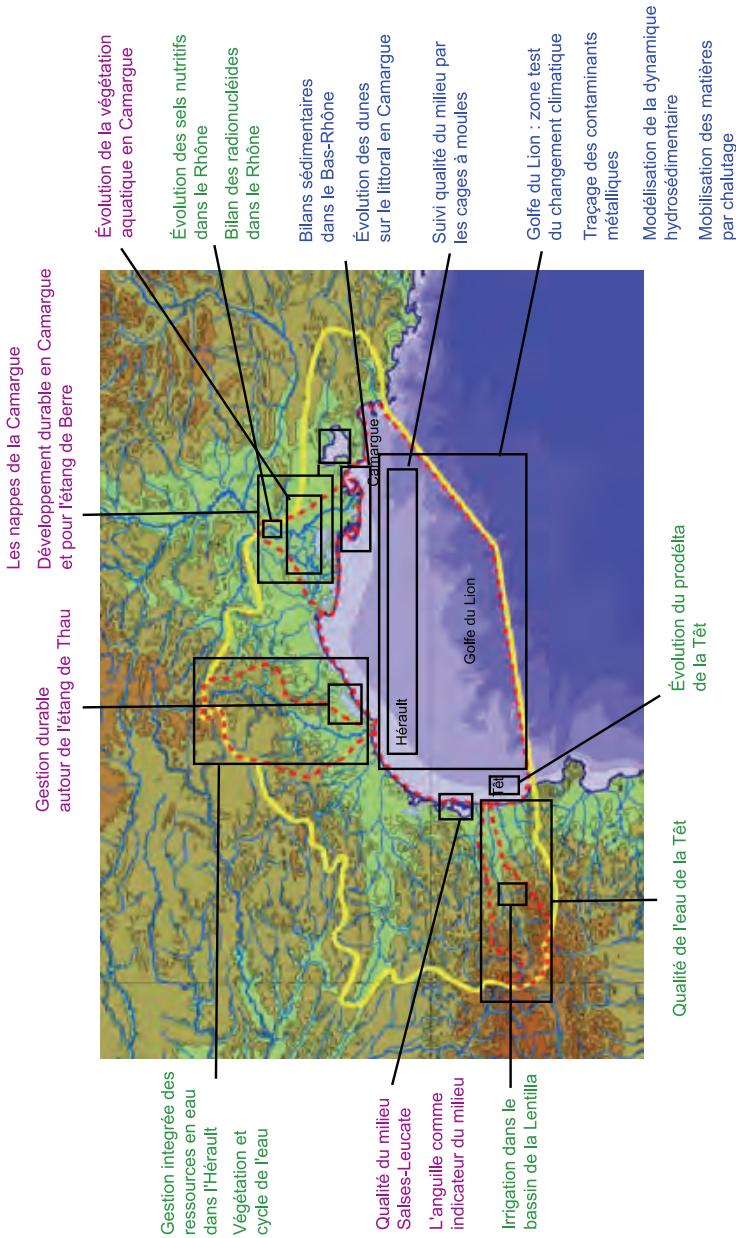 Les nappes de la Camargue
Développement durable en Camargue
et pour l'étang de Berre
Gestion durable
autour de l'étang de Thau
Gestion integrée des
ressources en eau
dans l'Hérault
Végétation et
cycle de l'eau
Qualité du milieu
Salses-Leucate
L'anguille comme
indicateur du milieu
Irrigation dans le
bassin de la Lentilla
Évolution de la végétation
aquatique en Camargue
Évolution des sels nutritifs
dans le Rhône
Bilan des radionucléides
dans le Rhône
Bilans sédimentaires
dans le Bas-Rhône
Évolution des dunes
sur le littoral en Camargue
Suivi qualité du milieu par
les cages à moules
Golfe du Lion : zone test
du changement climatique
Traçage des contaminants
métalliques
Modélisation de la dynamique
hydrosédimentaire
Mobilisation des matières
par chalutage
Camargue
Hérault
Golfe du Lion
Têt
Qualité de l'eau de la Têt
Évolution du prodélta
de la Têt